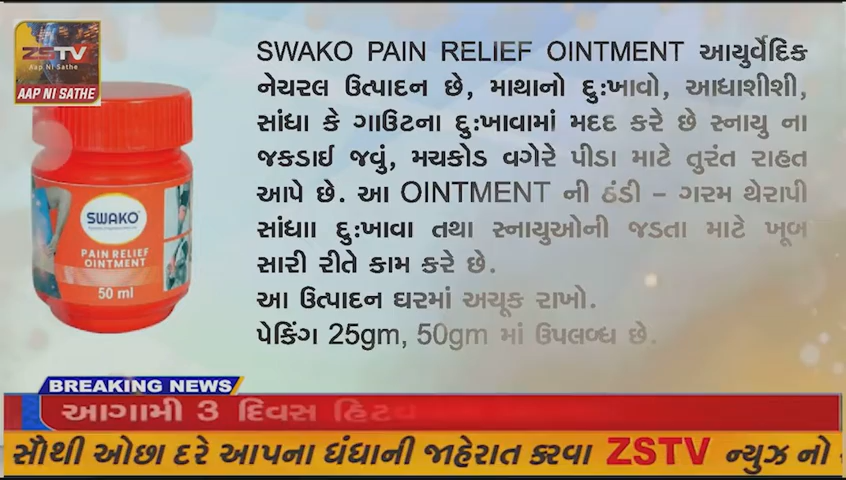 ZSTV
Aap Ni Sathe
AAP NI SATHE
SWAKO PAIN RELIEF OINTMENT આયુર્વેદિક
નેચરલ ઉત્પાદન છે, માથાનો દુઃખાવો, આધાશીશી,
સાંધા કે ગાઉટના દુઃખાવામાં મદદ કરે છે સ્નાયુ ના
જકડાઈ જવું, મચકોડ વગેરે પીડા માટે તુરંત રાહત
આપે છે. આ OINTMENT ની ઠંડી – ગરમ થેરાપી
સાંધાા દુઃખાવા તથા સ્નાયુઓની જડતા માટે ખૂબ
સારી રીતે કામ કરે છે.
આ ઉત્પાદન ઘરમાં અચૂક રાખો.
પેકિંગ 25gm, 50gm માં ઉપલબ્ધ છે.
SWAKO
PAIN RELIEF
OINTMENT
50 ml
BREAKING NEWS
આગામી 3 દિવસ
સૌથી ઓછા દરે આપના ધંધાની જાહેરાત કરવા ZSTV ન્યુઝ નો